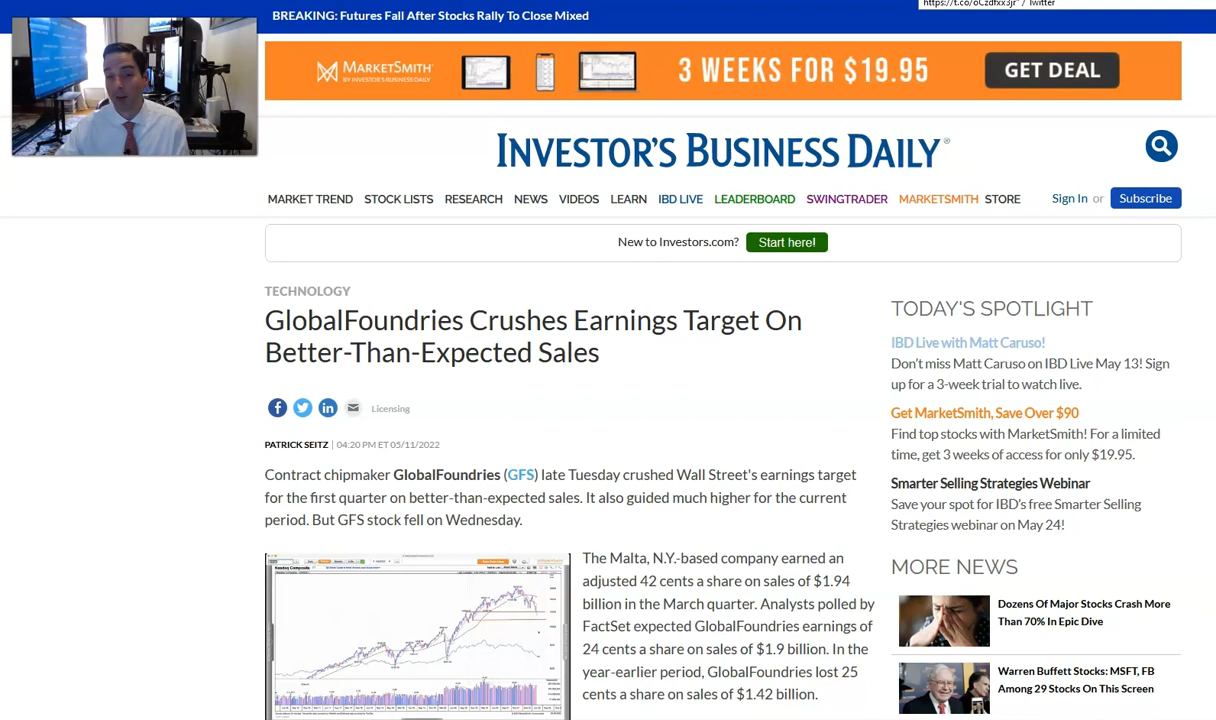 https://t.co/oCzdfxx3jr" / Twitter
BREAKING: Futures Fall After Stocks Rally To Close Mixed
MARKETSMITH
BY INVESTOR'S BUSINESS DAILY
3 WEEKS FOR $19.95
GET DEAL
INVESTOR'S BUSINESS DAILY®
MARKET TREND STOCK LISTS RESEARCH NEWS VIDEOS LEARN IBD LIVE LEADERBOARD SWINGTRADER MARKETSMITH STORE
Sign In or Subscribe
New to Investors.com? Start here!
TECHNOLOGY
GlobalFoundries Crushes Earnings Target On
Better-Than-Expected Sales
Licensing
PATRICK SEITZ | 04:20 PM ET 05/11/2022
Contract chipmaker GlobalFoundries (GFS) late Tuesday crushed Wall Street's earnings target
for the first quarter on better-than-expected sales. It also guided much higher for the current
period. But GFS stock fell on Wednesday.
The Malta, N.Y.-based company earned an
adjusted 42 cents a share on sales of $1.94
billion in the March quarter. Analysts polled by
FactSet expected GlobalFoundries earnings of
24 cents a share on sales of $1.9 billion. In the
year-earlier period, GlobalFoundries lost 25
cents a share on sales of $1.42 billion.
Nasdaq Composite
TODAY'S SPOTLIGHT
IBD Live with Matt Caruso!
Don't miss Matt Caruso on IBD Live May 13! Sign
up for a 3-week trial to watch live.
Get MarketSmith, Save Over $90
Find top stocks with MarketSmith! For a limited
time, get 3 weeks of access for only $19.95.
Smarter Selling Strategies Webinar
Save your spot for IBD's free Smarter Selling
Strategies webinar on May 24!
MORE NEWS
Dozens Of Major Stocks Crash More
Than 70% In Epic Dive
Warren Buffett Stocks: MSFT, FB
Among 29 Stocks On This Screen